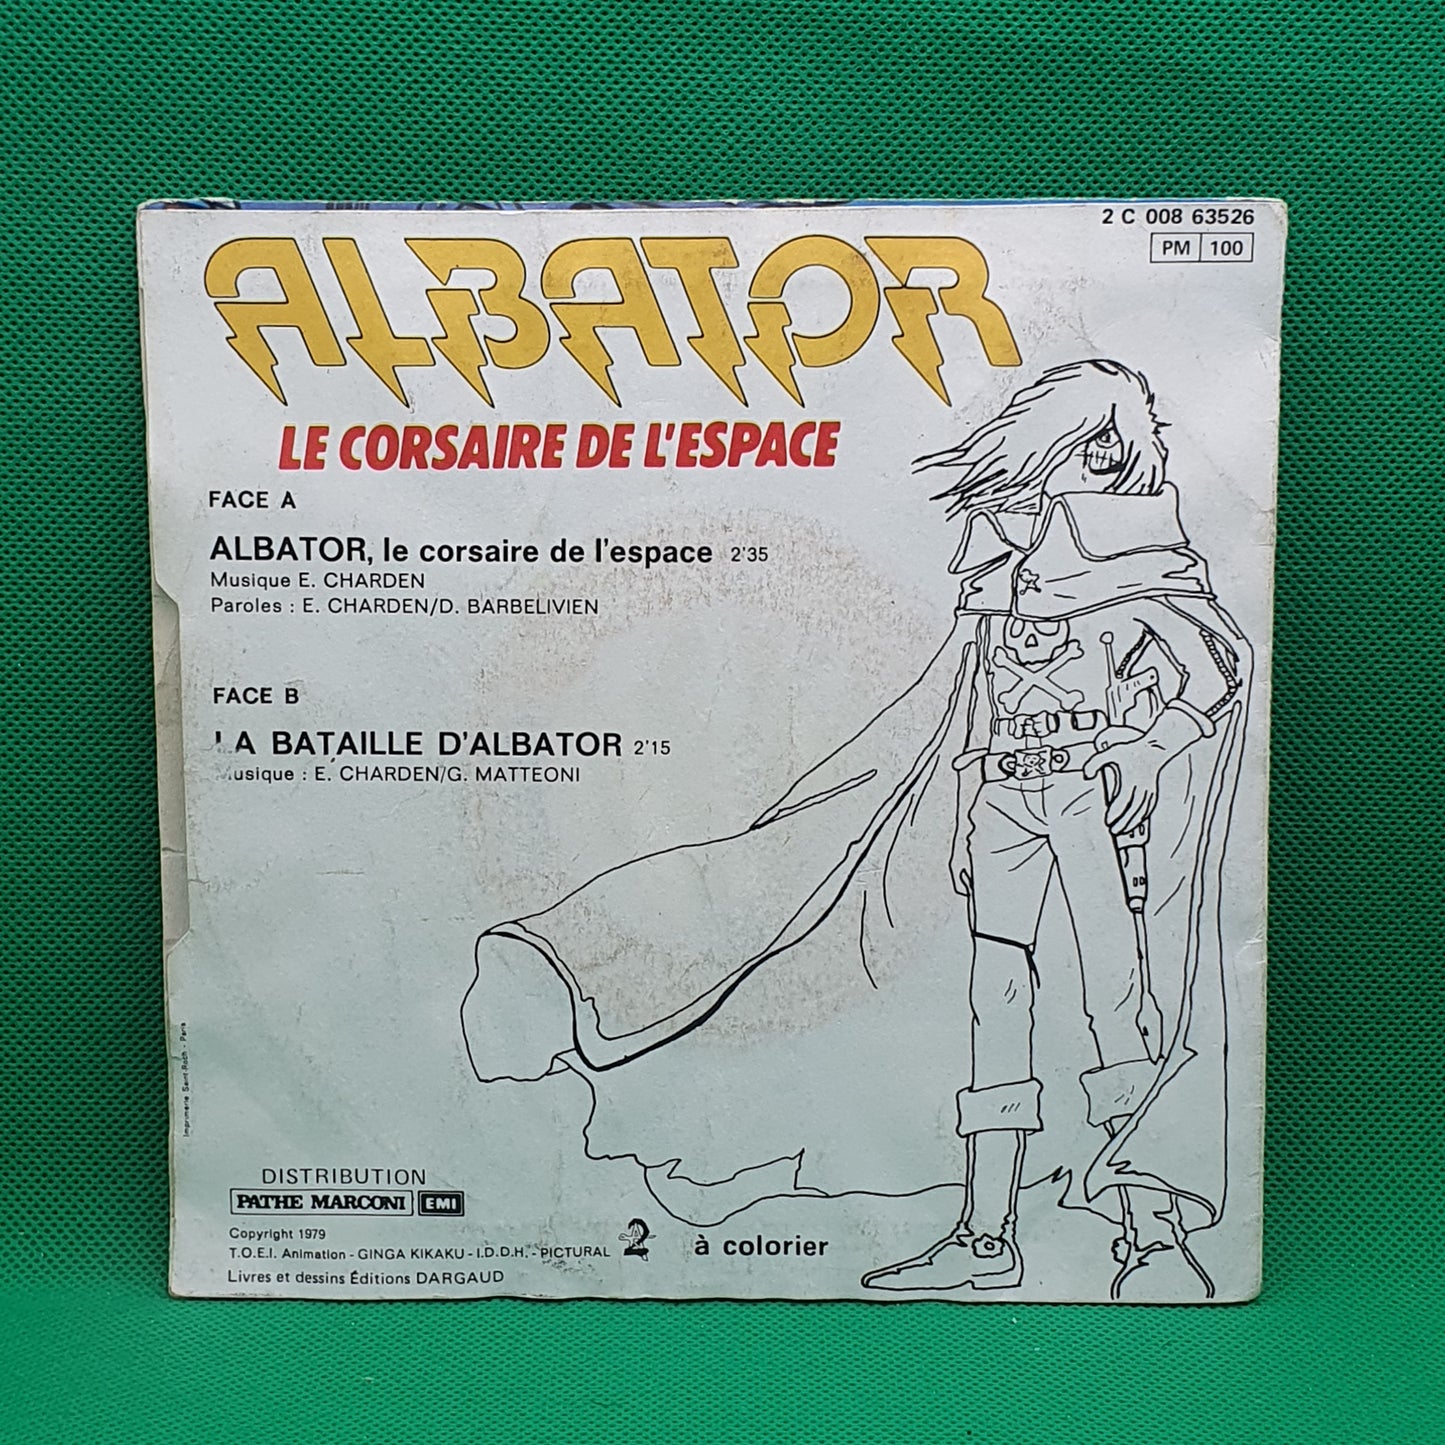 2 C 008 63526
PM 100
ALBATOR
LE CORSAIRE DE L'ESPACE
FACE A
ALBATOR, le corsaire de l'espace 2'35
Musique E. CHARDEN
Paroles : E. CHARDEN/D. BARBELIVIEN
FACE B
LA BATAILLE D'ALBATOR 2'15
Musique : E. CHARDEN/G. MATTEONI
Imprimerie Saint-Roch - Paris
DISTRIBUTION
PATHE MARCONI EMI
Copyright 1979
T.O.E.I. Animation - GINGA KIKAKU - I.D.D.H. - PICTURAL
Livres et dessins Éditions DARGAUD
2
à colorier